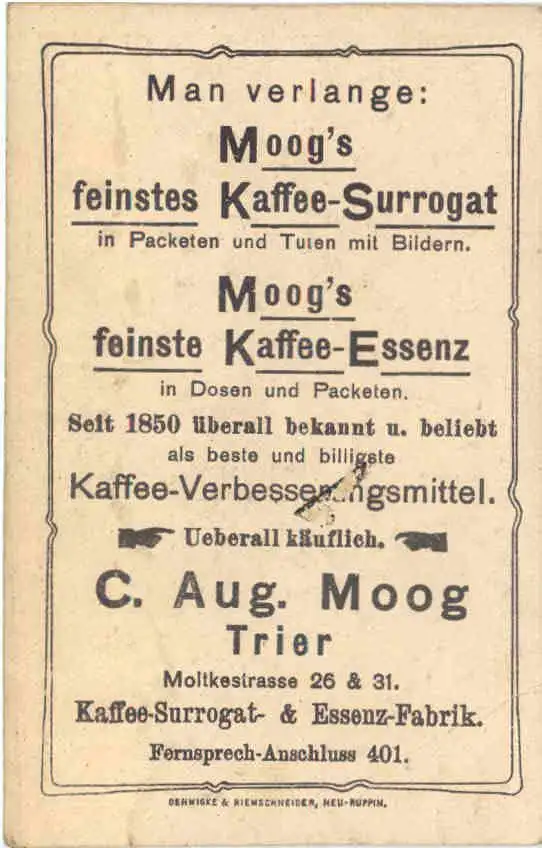 Man verlange:
Moog's
feinstes Kaffee-Surrogat
in Packeten und Tuten mit Bildern.
Moog's
feinste Kaffee-Essenz
in Dosen und Packeten.
Seit 1850 überall bekannt u. beliebt
als beste und billigste
Kaffee-Verbesserungsmittel.
Ueberall käuflich.
C. Aug. Moog
Trier
Moltkestrasse 26 & 31.
Kaffee-Surrogat- & Essenz-Fabrik.
Fernsprech-Anschluss 401.
OEHMIGKE & RIEMSCHNEIDER, NEU-RUPPIN.